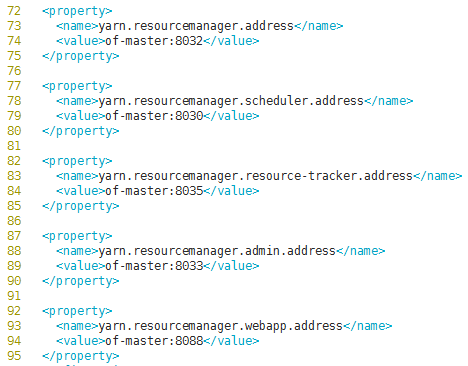 72 <property>
73 <name>yarn.resourcemanager.address</name>
74 <value>of-master:8032</value>
75 </property>
76
77 <property>
78 <name>yarn.resourcemanager.scheduler.address</name>
79 <value>of-master:8030</value>
80 </property>
81
82 <property>
83 <name>yarn.resourcemanager.resource-tracker.address</name>
84 <value>of-master:8035</value>
85 </property>
86
87 <property>
88 <name>yarn.resourcemanager.admin.address</name>
89 <value>of-master:8033</value>
90 </property>
91
92 <property>
93 <name>yarn.resourcemanager.webapp.address</name>
94 <value>of-master:8088</value>
95 </property>